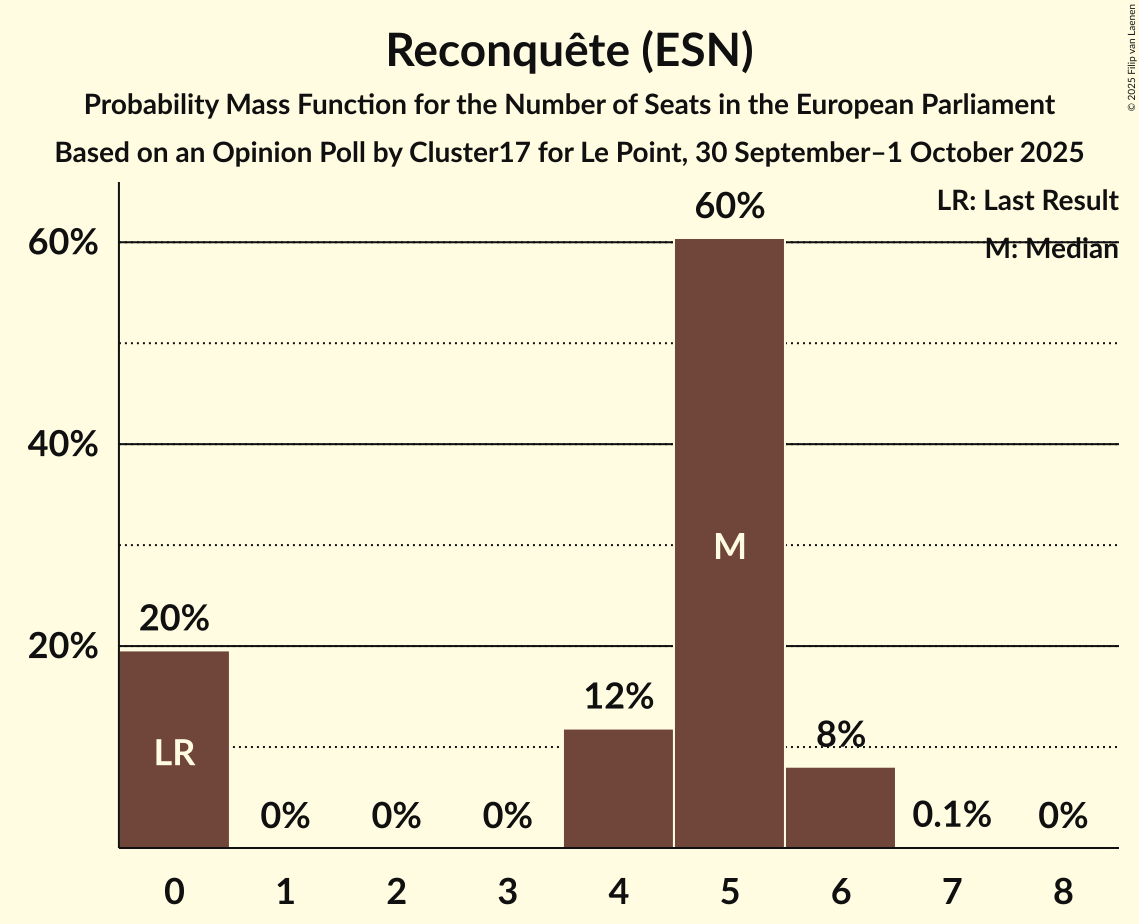 Reconquête (ESN)
Probability Mass Function for the Number of Seats in the European Parliament
Based on an Opinion Poll by Cluster17 for Le Point, 30 September–1 October 2025
© 2025 Filip van Laenen
LR: Last Result
M: Median
60%
40%
20%
20%
0%
0%
0%
12%
60%
8%
0.1%
0%
LR
M
0 1 2 3 4 5 6 7 8